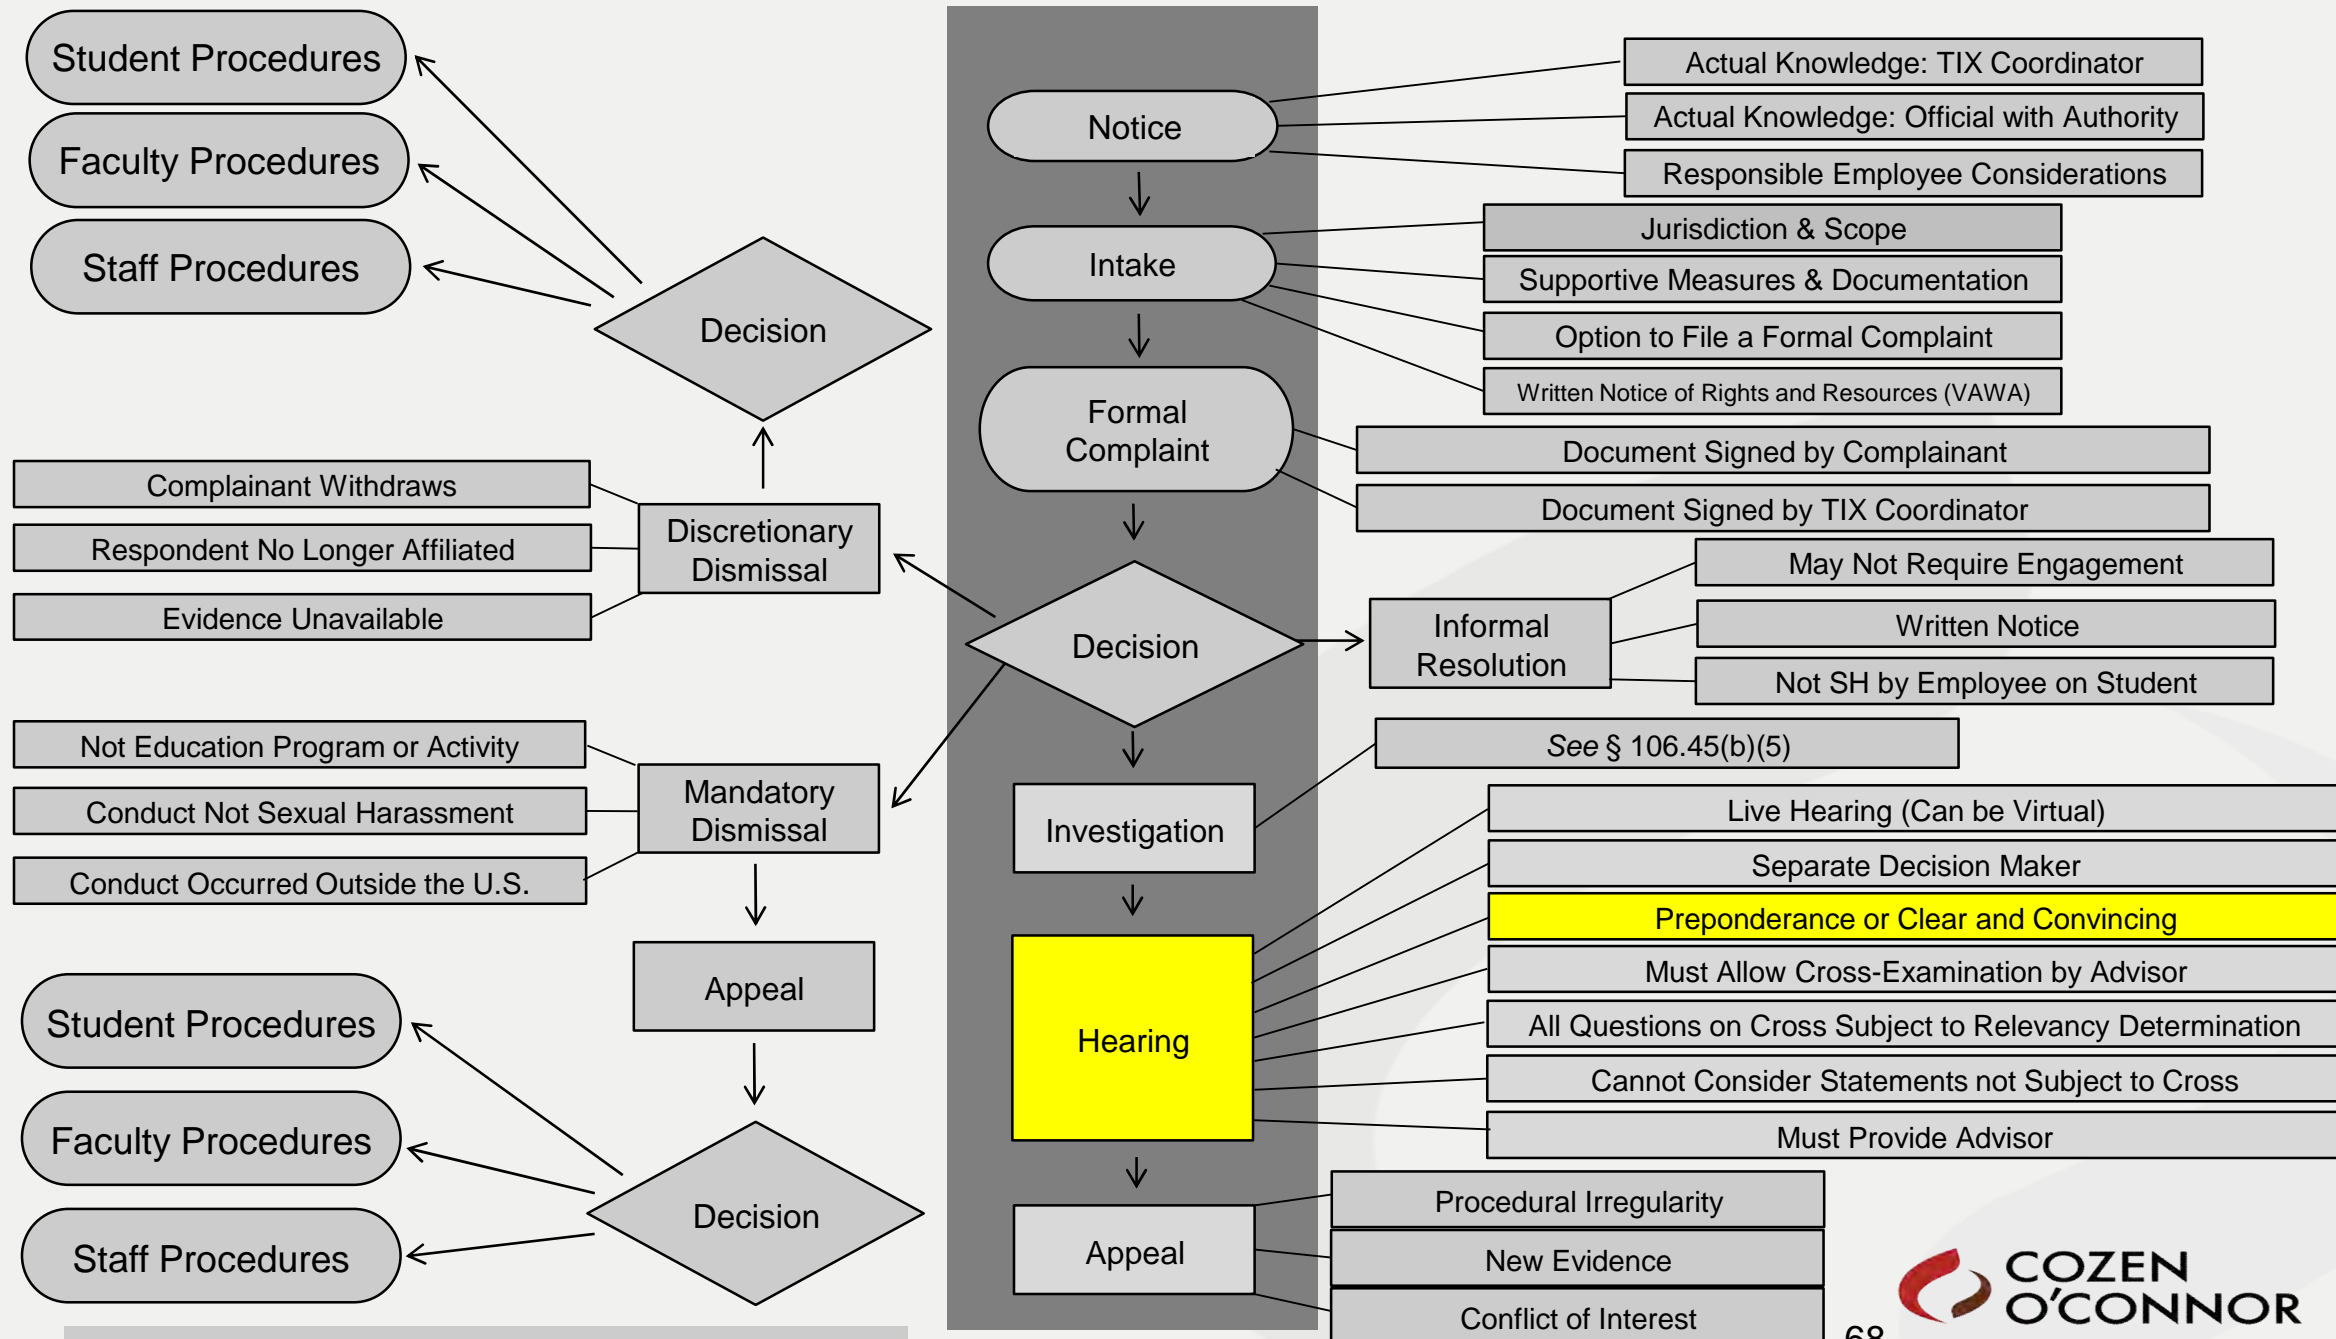 Student Procedures
Faculty Procedures
Staff Procedures
Decision
Complainant Withdraws
Respondent No Longer Affiliated
Evidence Unavailable
Discretionary
Dismissal
Not Education Program or Activity
Conduct Not Sexual Harassment
Conduct Occurred Outside the U.S.
Mandatory
Dismissal
Appeal
Student Procedures
Faculty Procedures
Staff Procedures
Decision
Notice
Intake
Formal
Complaint
Decision
Investigation
Hearing
Appeal
Actual Knowledge: TIX Coordinator
Actual Knowledge: Official with Authority
Responsible Employee Considerations
Jurisdiction & Scope
Supportive Measures & Documentation
Option to File a Formal Complaint
Written Notice of Rights and Resources (VAWA)
Document Signed by Complainant
Document Signed by TIX Coordinator
Informal
Resolution
May Not Require Engagement
Written Notice
Not SH by Employee on Student
See § 106.45(b)(5)
Live Hearing (Can be Virtual)
Separate Decision Maker
Preponderance or Clear and Convincing
Must Allow Cross-Examination by Advisor
All Questions on Cross Subject to Relevancy Determination
Cannot Consider Statements not Subject to Cross
Must Provide Advisor
Procedural Irregularity
New Evidence
Conflict of Interest
COZEN
O'CONNOR
68